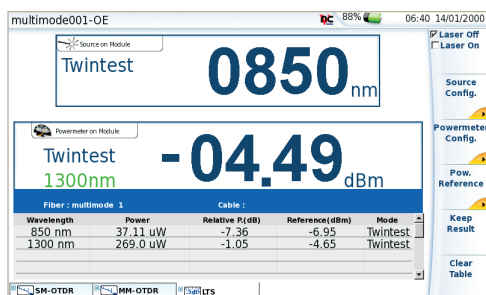 multimode001-OE
88%
06:40 14/01/2000
Source on Module
Twintest
0850 nm
Laser Off
Laser On
Source Config.
Powermeter on Module
Twintest
1300nm
-04.49 dBm
Powermeter Config.
Pow. Reference
Fiber : multimode 1 Cable :
Wavelength Power Relative P.(dB) Reference(dBm) Mode
850 nm 37.11 uW -7.36 -6.95 Twintest
1300 nm 269.0 uW -1.05 -4.65 Twintest
Keep Result
Clear Table
SM-OTDR MM-OTDR LTS